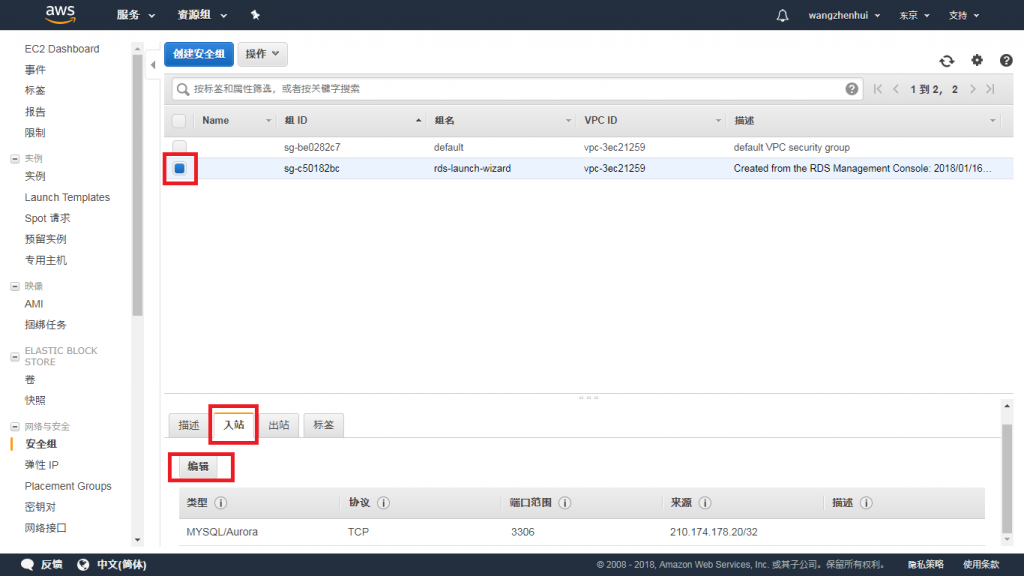 aws 服务 资源组 wangzhenhui 东京 支持
EC2 Dashboard
事件
标签
报告
限制
实例
实例
Launch Templates
Spot 请求
预留实例
专用主机
映像
AMI
捆绑任务
ELASTIC BLOCK
STORE
卷
快照
网络与安全
安全组
弹性 IP
Placement Groups
密钥对
网络接口
创建安全组 操作
按标签和属性筛选，或者按关键字搜索 1 到 2， 2
Name 组 ID 组名 VPC ID 描述
sg-be0282c7 default vpc-3ec21259 default VPC security group
sg-c50182bc rds-launch-wizard vpc-3ec21259 Created from the RDS Management Console: 2018/01/16...
描述 入站 出站 标签
编辑
类型 协议 端口范围 来源 描述
MYSQL/Aurora TCP 3306 210.174.178.20/32
反馈 中文(简体) © 2008 - 2018, Amazon Web Services, Inc. 或其子公司。保留所有权利。 隐私策略 使用条款